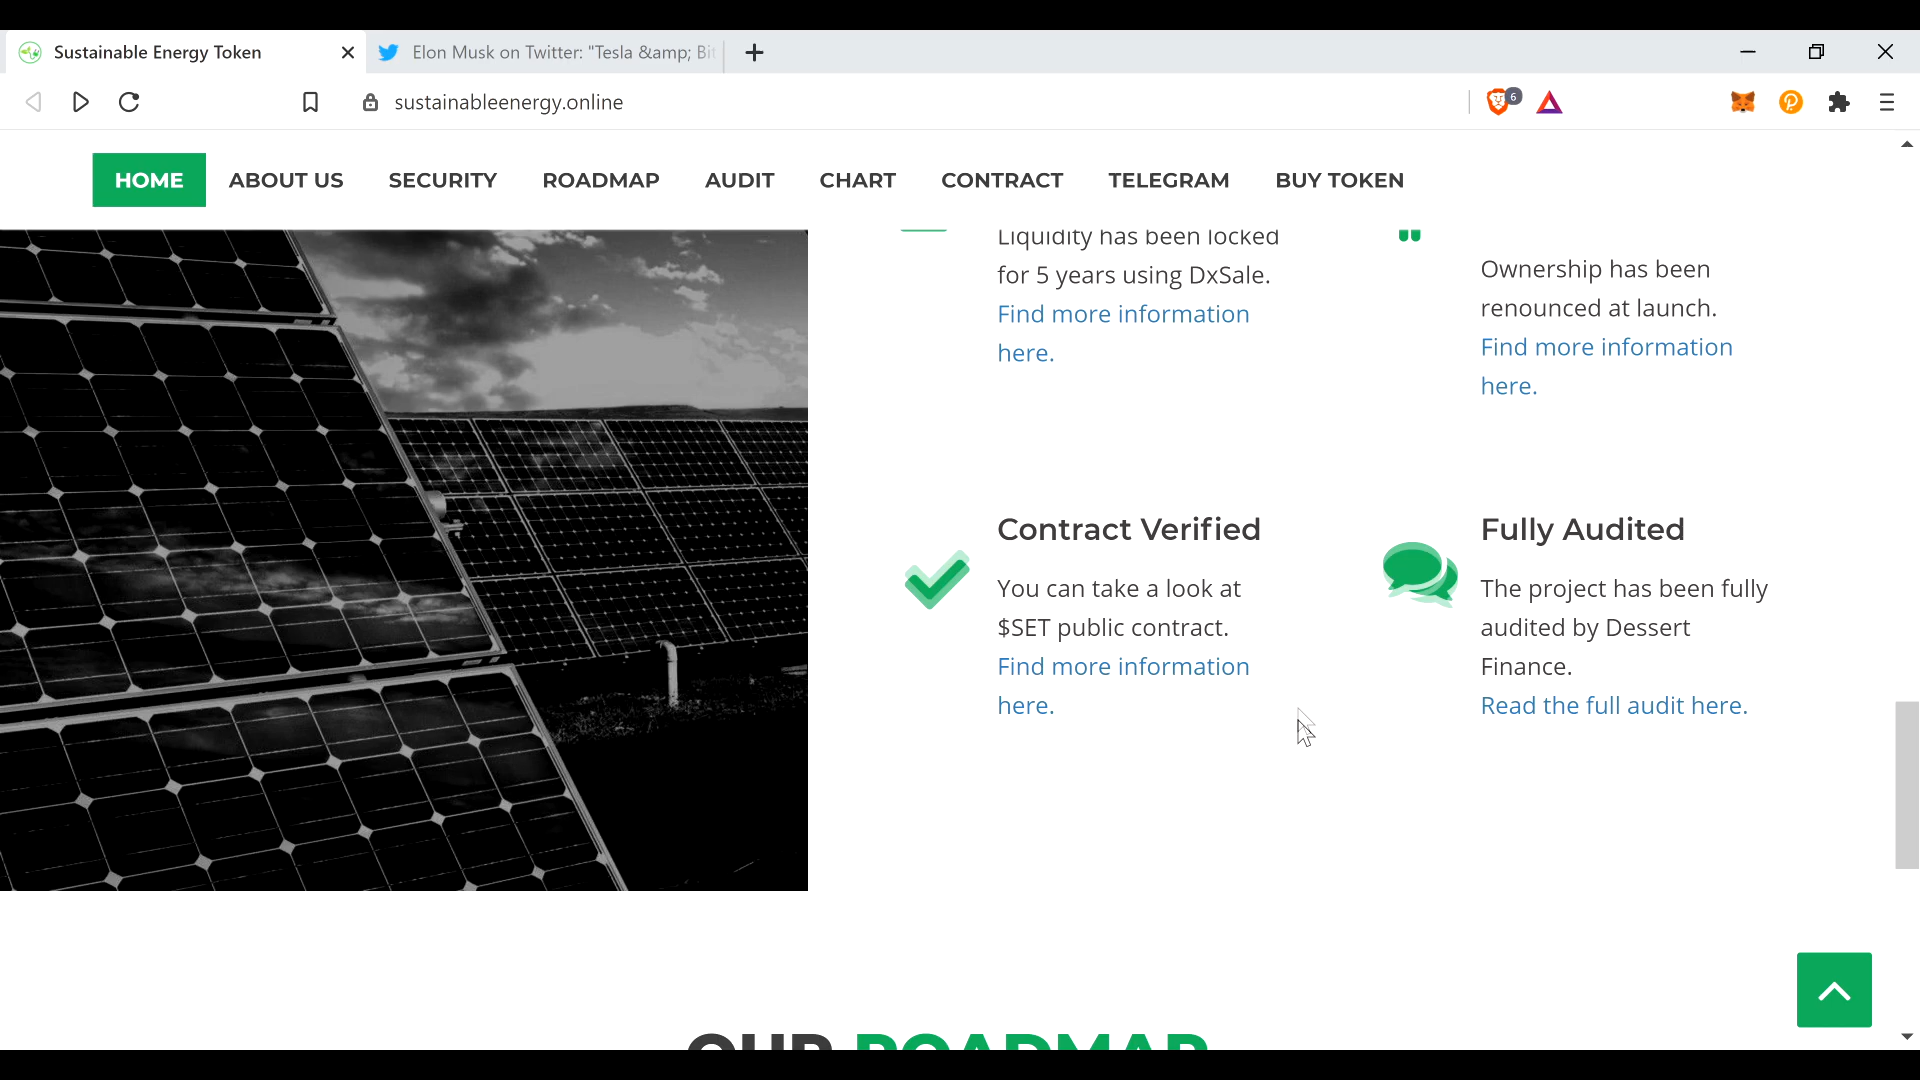 Sustainable Energy Token
Elon Musk on Twitter: "Tesla &amp; Bit
sustainableenergy.online
6
HOME ABOUT US SECURITY ROADMAP AUDIT CHART CONTRACT TELEGRAM BUY TOKEN
Liquidity has been locked
for 5 years using DxSale.
Find more information
here.
Ownership has been
renounced at launch.
Find more information
here.
Contract Verified
You can take a look at
$SET public contract.
Find more information
here.
Fully Audited
The project has been fully
audited by Dessert
Finance.
Read the full audit here.
OUR ROADMAP